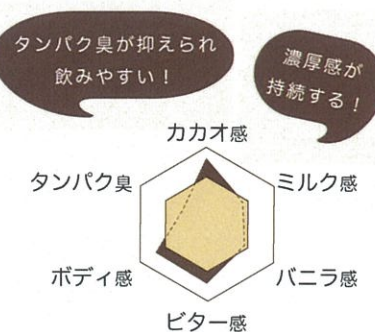 タンパク臭が抑えられ
飲みやすい！
濃厚感が
持続する！
カカオ感
ミルク感
バニラ感
ビター感
ボディ感
タンパク臭